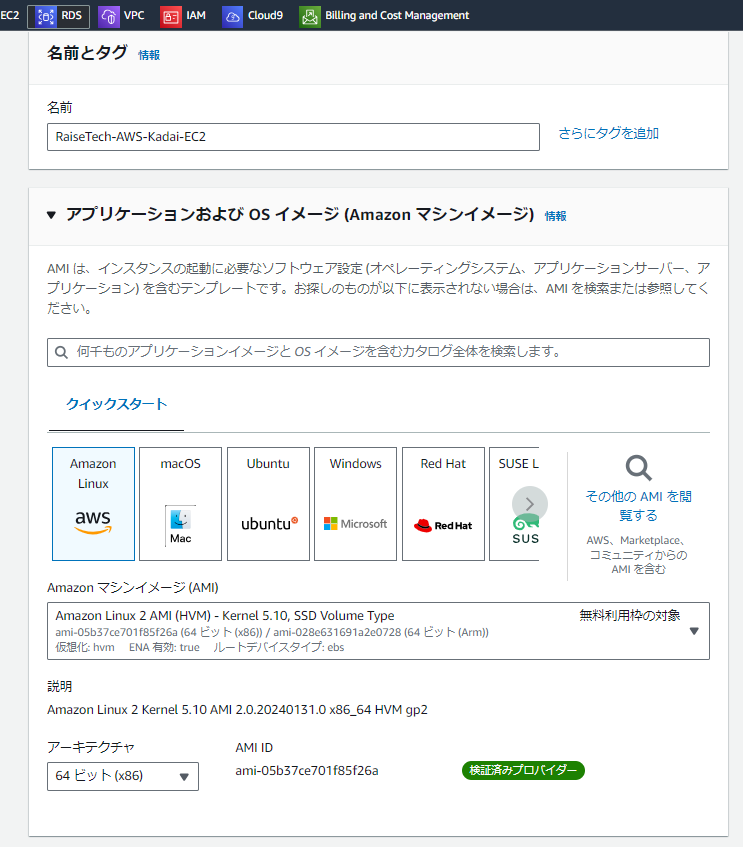 EC2 RDS VPC IAM Cloud9 Billing and Cost Management
名前とタグ 情報
名前
RaiseTech-AWS-Kadai-EC2 さらにタグを追加
▼ アプリケーションおよび OS イメージ (Amazon マシンイメージ) 情報
AMI は、インスタンスの起動に必要なソフトウェア設定 (オペレーティングシステム、アプリケーションサーバー、ア
プリケーション) を含むテンプレートです。お探しのものが以下に表示されない場合は、AMI を検索または参照してく
ださい。
何千ものアプリケーションイメージと OS イメージを含むカタログ全体を検索します。
クイックスタート
Amazon
Linux
aws
macOS
Mac
Ubuntu
ubuntu
Windows
Microsoft
Red Hat
Red Hat
SUSE L
SUS
その他の AMI を閲
覧する
AWS、Marketplace、
コミュニティからの
AMI を含む
Amazon マシンイメージ (AMI)
Amazon Linux 2 AMI (HVM) - Kernel 5.10, SSD Volume Type 無料利用枠の対象
ami-05b37ce701f85f26a (64 ビット (x86)) / ami-028e631691a2e0728 (64 ビット (Arm))
仮想化: hvm ENA 有効: true ルートデバイスタイプ: ebs
説明
Amazon Linux 2 Kernel 5.10 AMI 2.0.20240131.0 x86_64 HVM gp2
アーキテクチャ AMI ID
64 ビット (x86) ami-05b37ce701f85f26a 検証済みプロバイダー